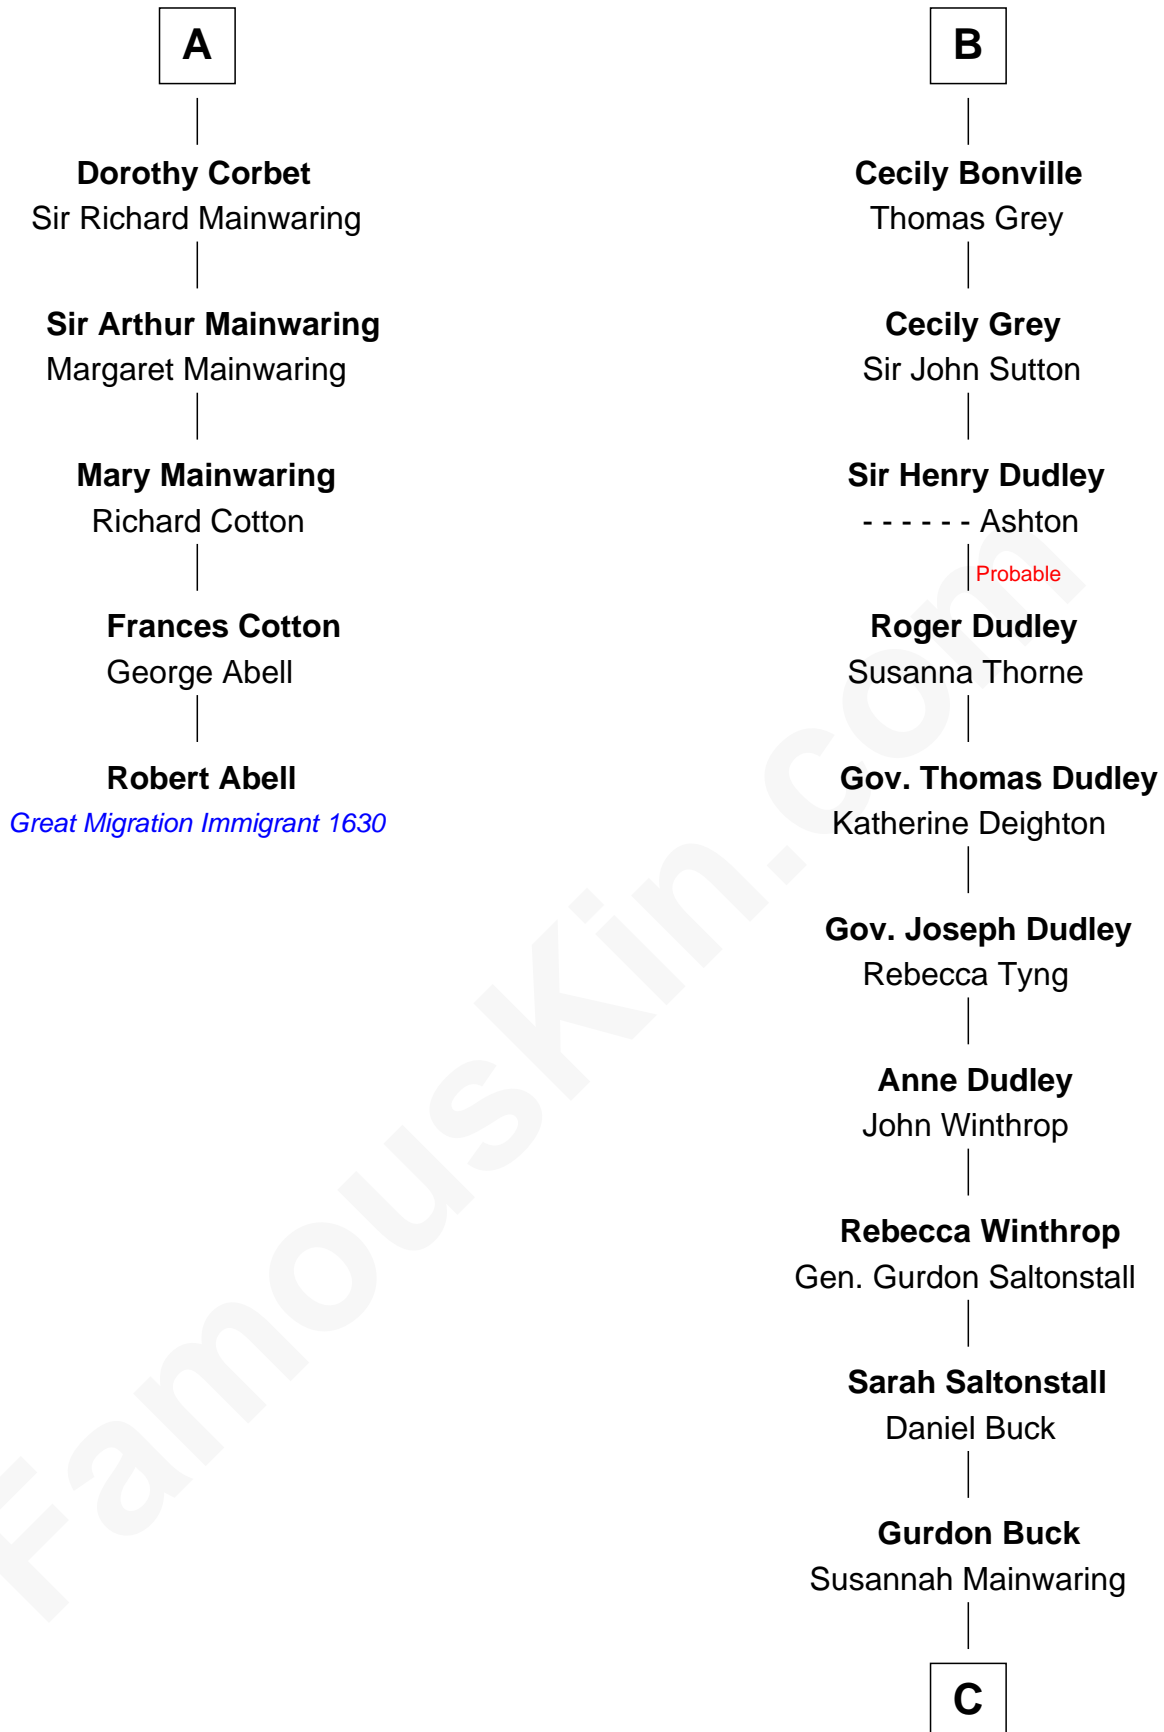 A
Dorothy Corbet
Sir Richard Mainwaring
Sir Arthur Mainwaring
Margaret Mainwaring
Mary Mainwaring
Richard Cotton
Frances Cotton
George Abell
Robert Abell
Great Migration Immigrant 1630
B
Cecily Bonville
Thomas Grey
Cecily Grey
Sir John Sutton
Sir Henry Dudley
- - - - - - Ashton
Probable
Roger Dudley
Susanna Thorne
Gov. Thomas Dudley
Katherine Deighton
Gov. Joseph Dudley
Rebecca Tyng
Anne Dudley
John Winthrop
Rebecca Winthrop
Gen. Gurdon Saltonstall
Sarah Saltonstall
Daniel Buck
Gurdon Buck
Susannah Mainwaring
C
FamousKin.com